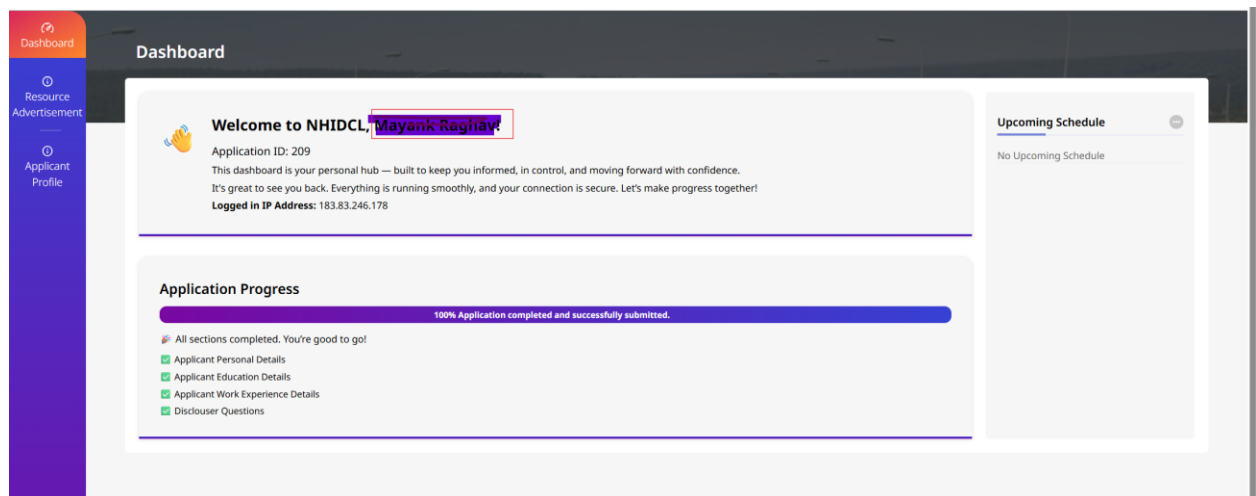 Dashboard
Resource
Advertisement
Applicant
Profile
Dashboard
Welcome to NHIDCL, Mayank Raghav!
Application ID: 209
This dashboard is your personal hub — built to keep you informed, in control, and moving forward with confidence.
It's great to see you back. Everything is running smoothly, and your connection is secure. Let's make progress together!
Logged in IP Address: 183.83.246.178
Application Progress
100% Application completed and successfully submitted.
All sections completed. You're good to go!
Applicant Personal Details
Applicant Education Details
Applicant Work Experience Details
Disclouser Questions
Upcoming Schedule
No Upcoming Schedule